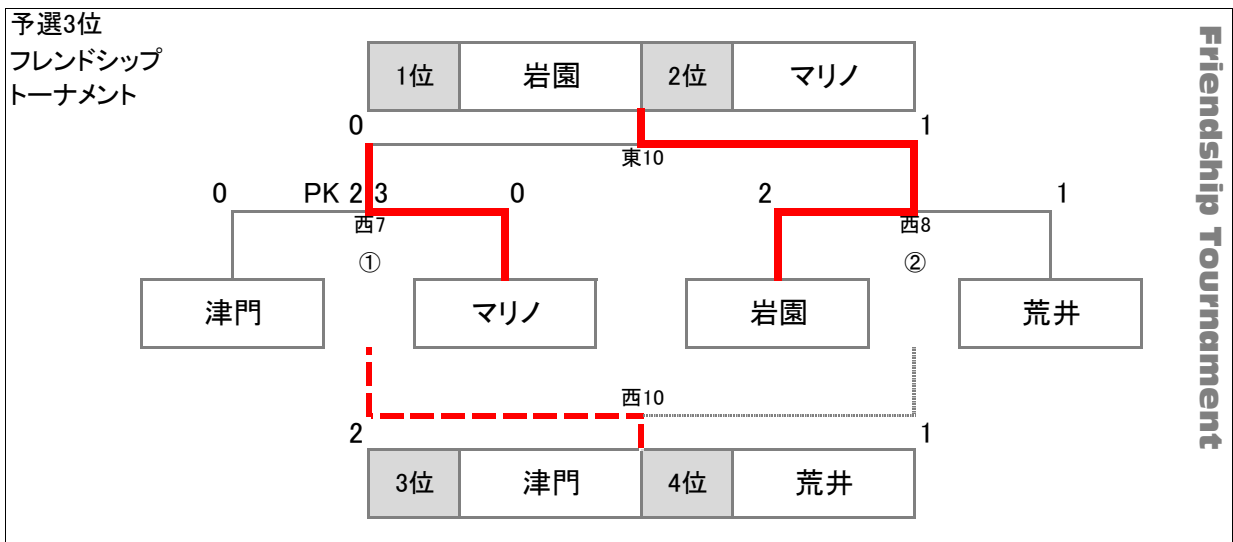 予選3位
フレンドシップ
トーナメント
1位 岩園 2位 マリノ
0 1
東10
0 PK 2 3 0 2 1
西7 西8
① ②
津門 マリノ 岩園 荒井
西10
2 1
3位 津門 4位 荒井
Friendship Tournament